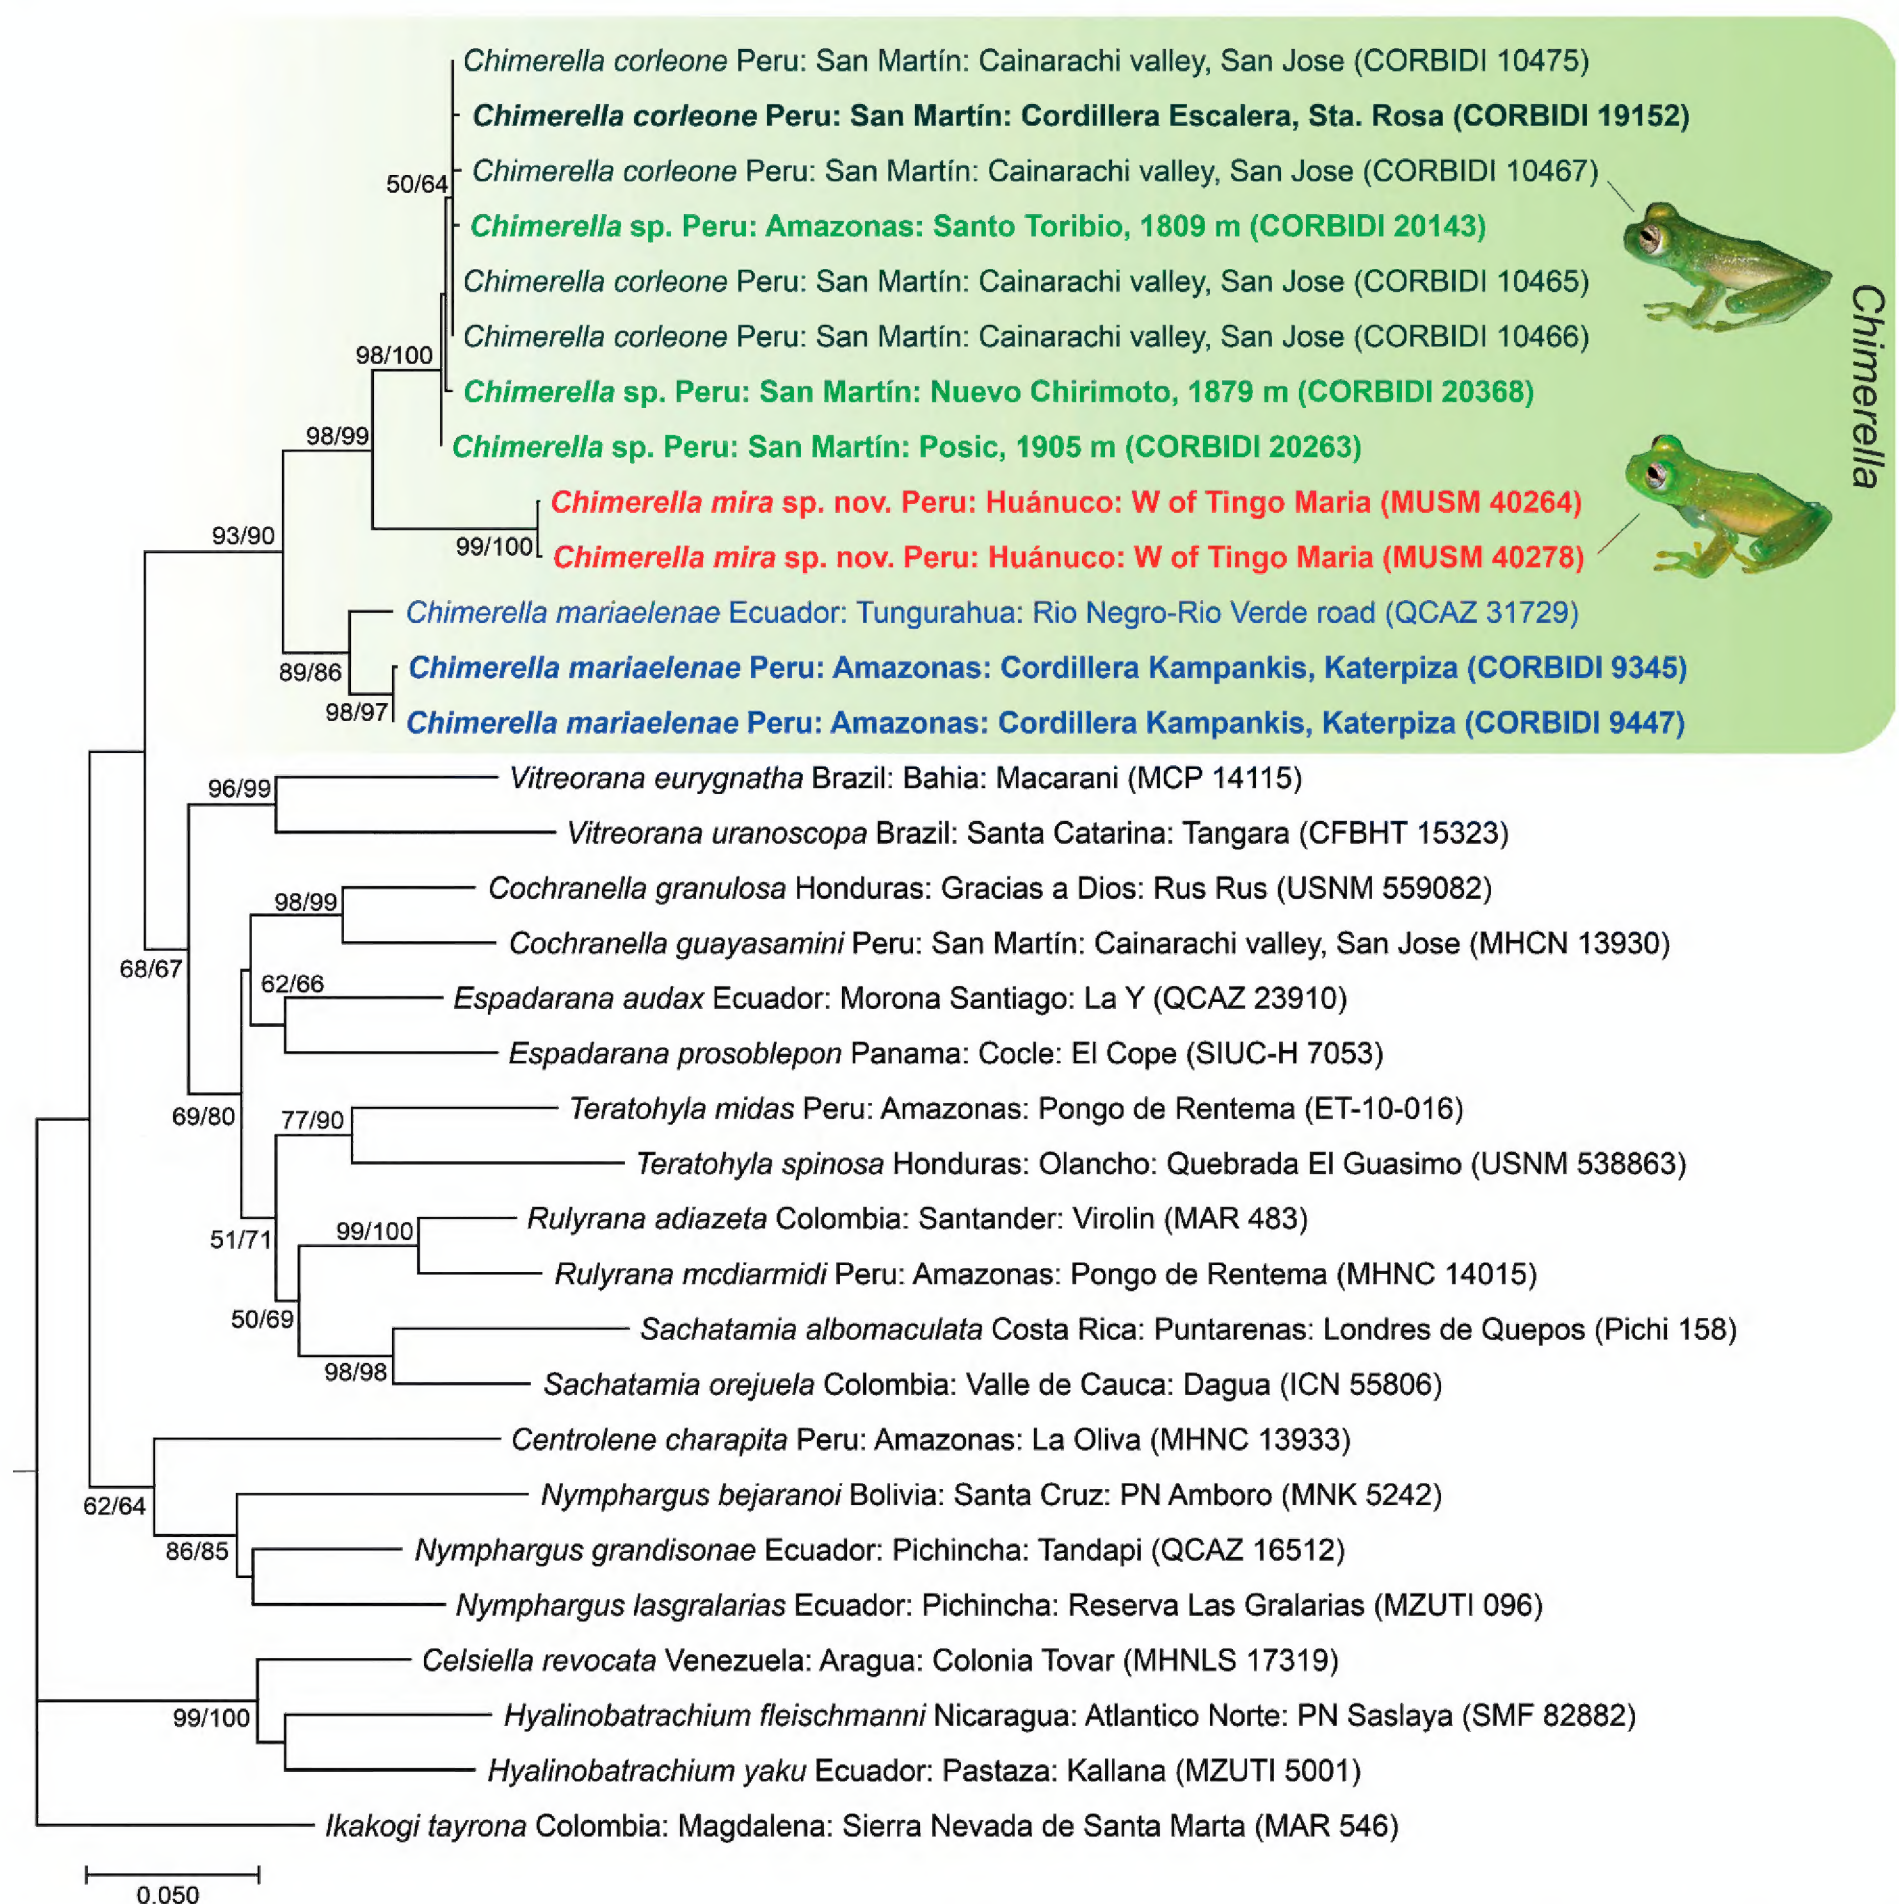 Chimerella corleone Peru: San Martín: Cainarachi valley, San Jose (CORBIDI 10475)
Chimerella corleone Peru: San Martín: Cordillera Escalera, Sta. Rosa (CORBIDI 19152)
Chimerella corleone Peru: San Martín: Cainarachi valley, San Jose (CORBIDI 10467)
50/64
Chimerella sp. Peru: Amazonas: Santo Toribio, 1809 m (CORBIDI 20143)
Chimerella corleone Peru: San Martín: Cainarachi valley, San Jose (CORBIDI 10465)
Chimerella corleone Peru: San Martín: Cainarachi valley, San Jose (CORBIDI 10466)
Chimerella
98/100
Chimerella sp. Peru: San Martín: Nuevo Chirimoto, 1879 m (CORBIDI 20368)
98/99
Chimerella sp. Peru: San Martín: Posic, 1905 m (CORBIDI 20263)
Chimerella mira sp. nov. Peru: Huánuco: W of Tingo Maria (MUSM 40264)
93/90
99/100
Chimerella mira sp. nov. Peru: Huánuco: W of Tingo Maria (MUSM 40278)
Chimerella mariaelenae Ecuador: Tungurahua: Rio Negro-Rio Verde road (QCAZ 31729)
89/86
Chimerella mariaelenae Peru: Amazonas: Cordillera Kampankis, Katerpiza (CORBIDI 9345)
98/97
Chimerella mariaelenae Peru: Amazonas: Cordillera Kampankis, Katerpiza (CORBIDI 9447)
Vitreorana eurygnatha Brazil: Bahia: Macarani (MCP 14115)
96/99
Vitreorana uranoscopa Brazil: Santa Catarina: Tangara (CFBHT 15323)
Cochranella granulosa Honduras: Gracias a Dios: Rus Rus (USNM 559082)
98/99
Cochranella guayasamini Peru: San Martín: Cainarachi valley, San Jose (MHCN 13930)
68/67
62/66
Espadarana audax Ecuador: Morona Santiago: La Y (QCAZ 23910)
Espadarana prosoblepon Panama: Cocle: El Cope (SIUC-H 7053)
Teratohyla midas Peru: Amazonas: Pongo de Rentema (ET-10-016)
69/80
77/90
Teratohyla spinosa Honduras: Olancho: Quebrada El Guasimo (USNM 538863)
Rulyrana adiazeta Colombia: Santander: Virolin (MAR 483)
99/100
51/71
Rulyrana mcdiarmidi Peru: Amazonas: Pongo de Rentema (MHNC 14015)
50/69
Sachatamia albomaculata Costa Rica: Puntarenas: Londres de Quepos (Pichi 158)
98/98
Sachatamia orejuela Colombia: Valle de Cauca: Dagua (ICN 55806)
Centrolene charapita Peru: Amazonas: La Oliva (MHNC 13933)
62/64
Nymphargus bejaranoi Bolivia: Santa Cruz: PN Amboro (MNK 5242)
86/85
Nymphargus grandisonae Ecuador: Pichincha: Tandapi (QCAZ 16512)
Nymphargus lasgralarias Ecuador: Pichincha: Reserva Las Gralarias (MZUTI 096)
Celsiella revocata Venezuela: Aragua: Colonia Tovar (MHNLS 17319)
99/100
Hyalinobatrachium fleischmanni Nicaragua: Atlantico Norte: PN Saslaya (SMF 82882)
Hyalinobatrachium yaku Ecuador: Pastaza: Kallana (MZUTI 5001)
Ikakogi tayrona Colombia: Magdalena: Sierra Nevada de Santa Marta (MAR 546)
0.050